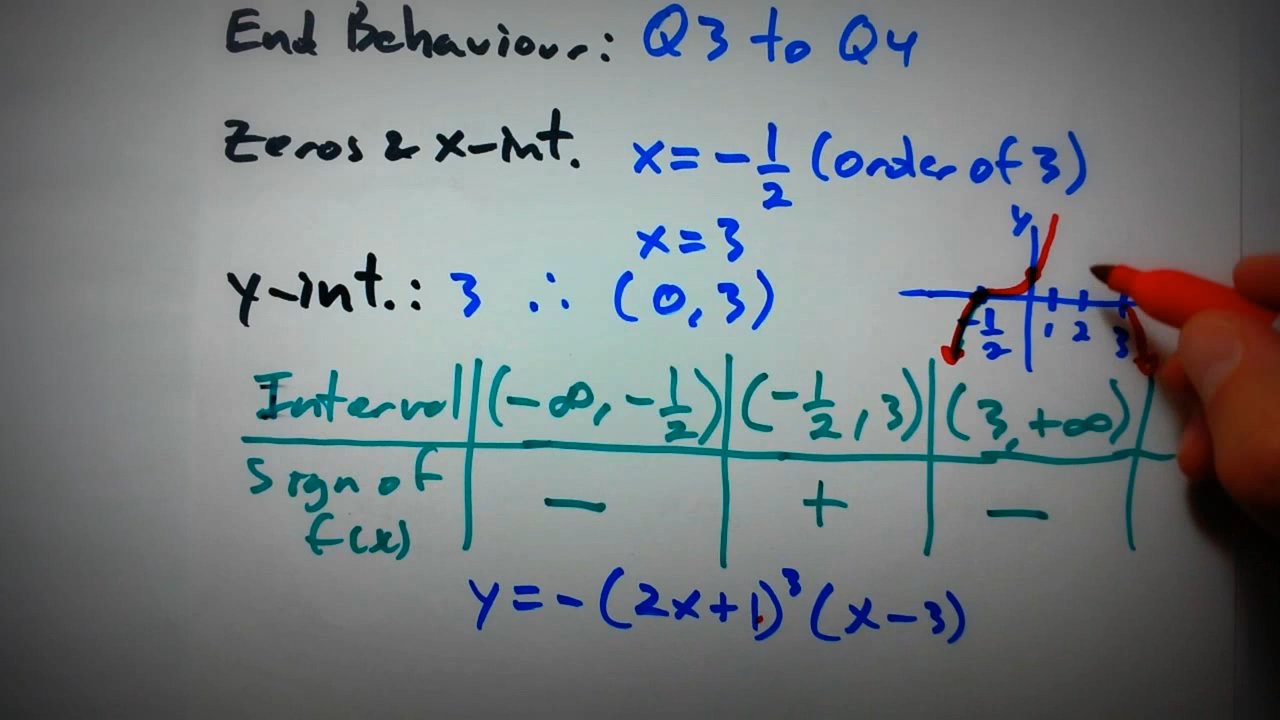 End Behaviour: Q3 to Q4
Zeros & x-int. x = -1/2 (order of 3)
x = 3
y-int.: 3 ∴ (0, 3)
y
-1/2 1 2 3
Interval | (-∞, -1/2) | (-1/2, 3) | (3, +∞)
Sign of f(x) | - | + | -
y = -(2x+1)³(x-3)